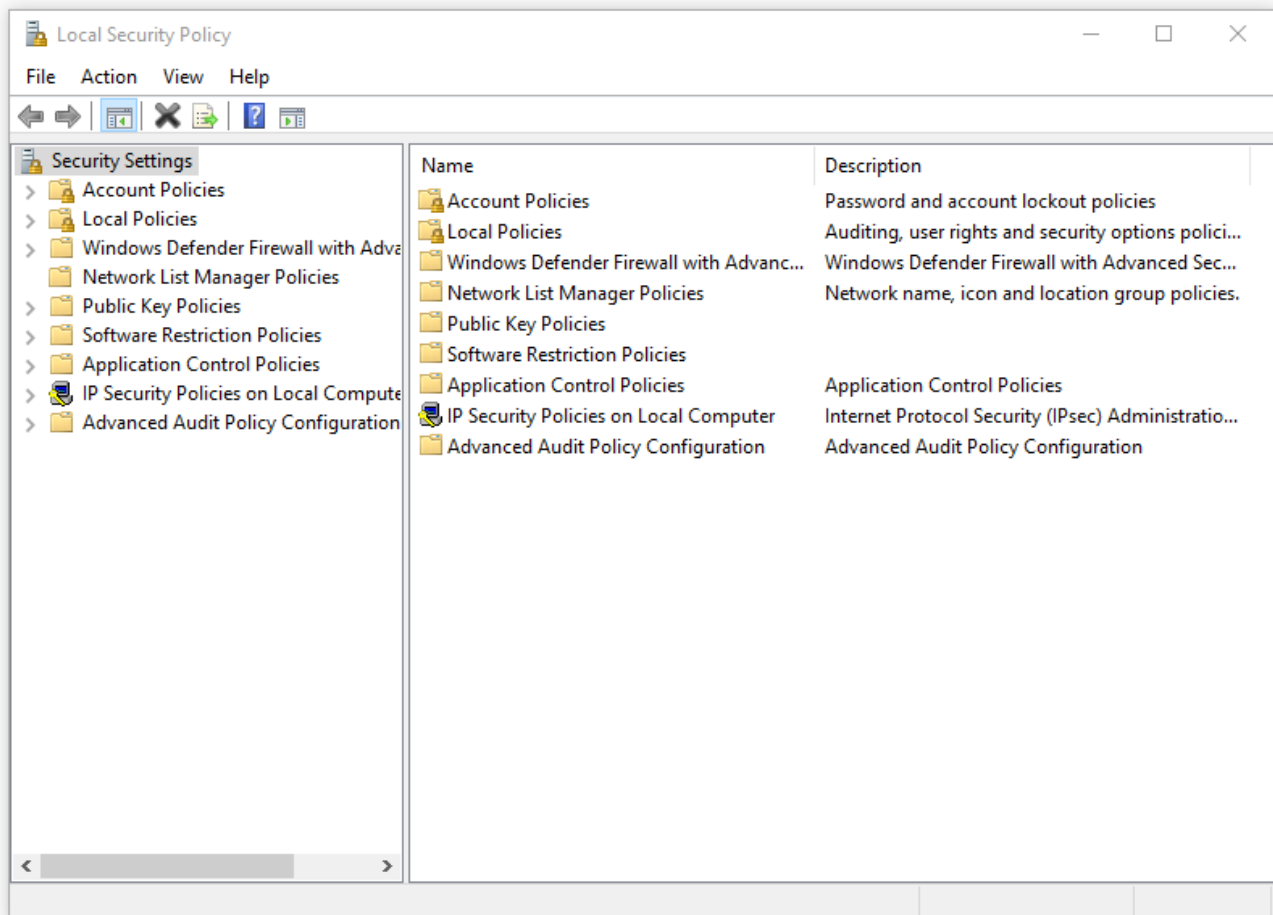 Local Security Policy
File Action View Help
Security Settings
Account Policies
Local Policies
Windows Defender Firewall with Adva
Network List Manager Policies
Public Key Policies
Software Restriction Policies
Application Control Policies
IP Security Policies on Local Compute
Advanced Audit Policy Configuration
Name Description
Account Policies Password and account lockout policies
Local Policies Auditing, user rights and security options polici...
Windows Defender Firewall with Advanc... Windows Defender Firewall with Advanced Sec...
Network List Manager Policies Network name, icon and location group policies.
Public Key Policies
Software Restriction Policies
Application Control Policies Application Control Policies
IP Security Policies on Local Computer Internet Protocol Security (IPsec) Administratio...
Advanced Audit Policy Configuration Advanced Audit Policy Configuration